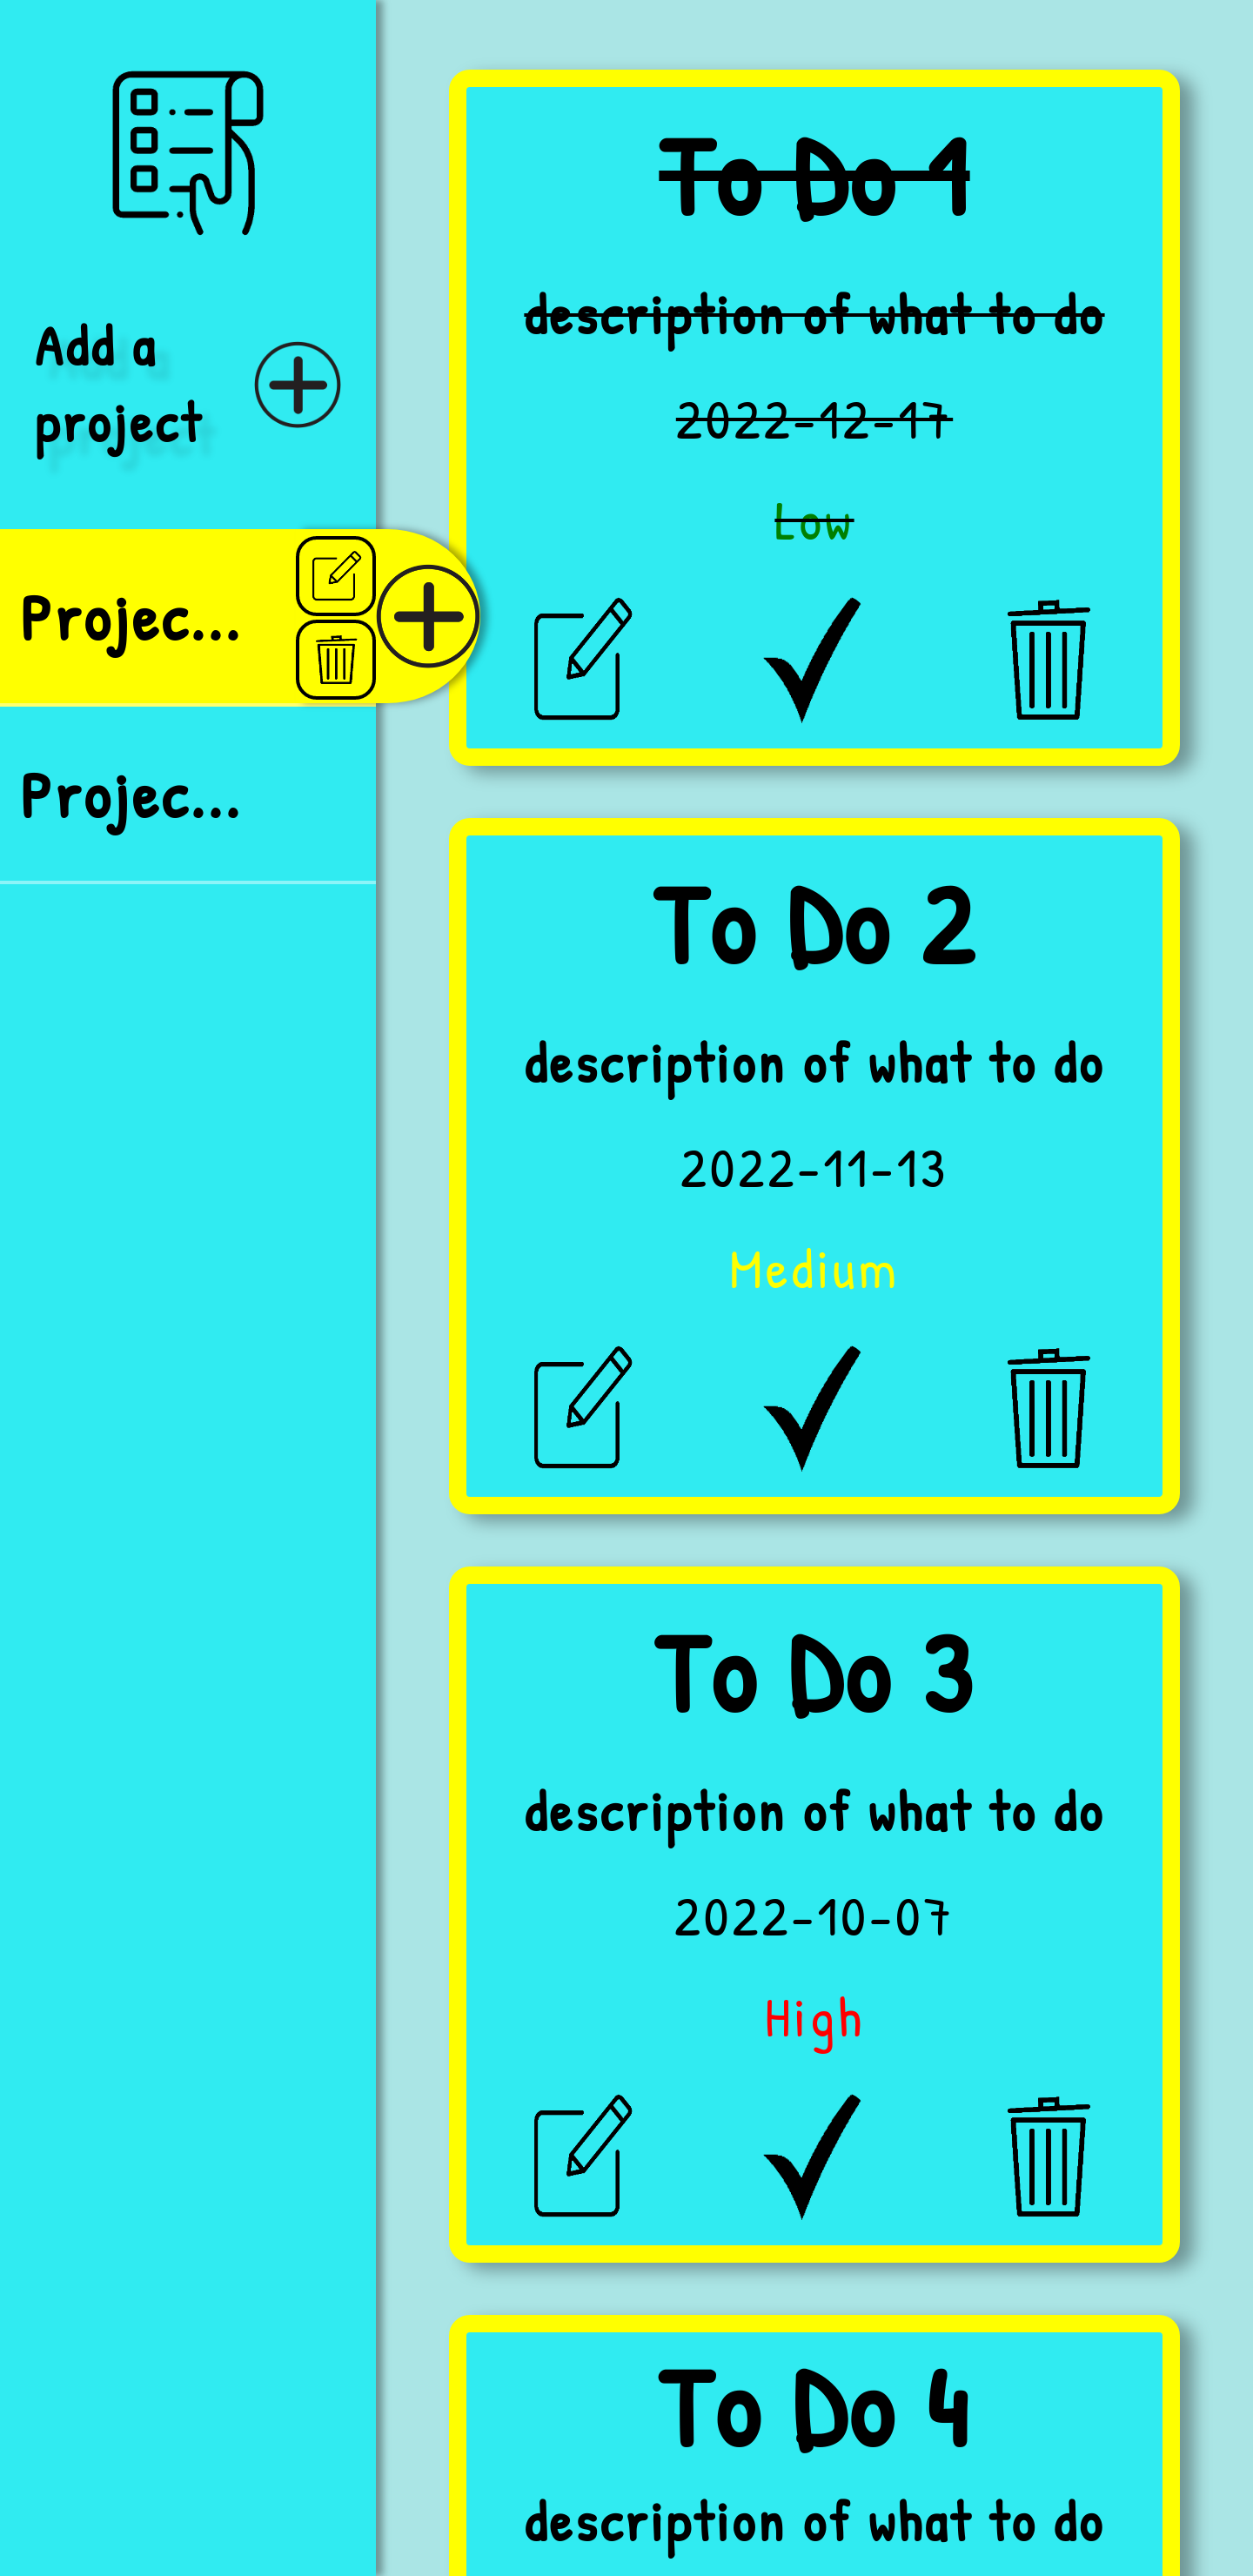 Add a
project
Projec...
Projec...
To Do 1
description of what to do
2022-12-17
Low
To Do 2
description of what to do
2022-11-13
Medium
To Do 3
description of what to do
2022-10-07
High
To Do 4
description of what to do